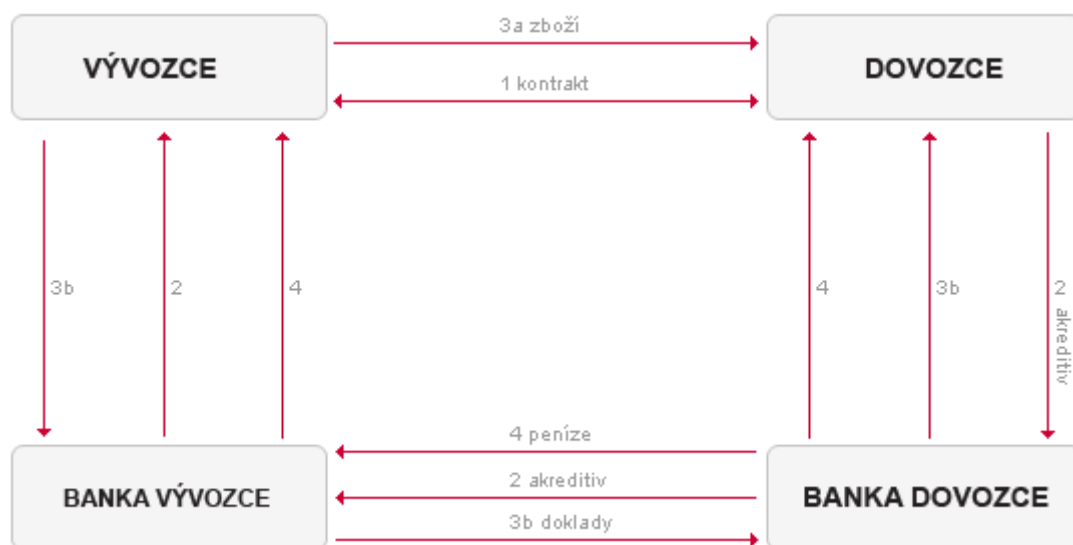 3a zboží
VÝVOZCE
DOVOZCE
1 kontrakt
3b
2
4
4
3b
2
akreditiv
4 peníze
2 akreditiv
BANKA VÝVOZCE
BANKA DOVOZCE
3b doklady